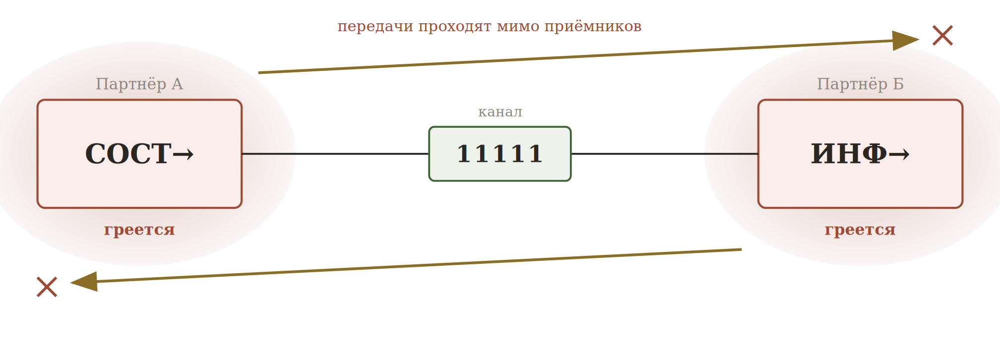 передачи проходят мимо приёмников
Партнёр А
Партнёр Б
канал
СОСТ→
11111
ИНФ→
греется
греется